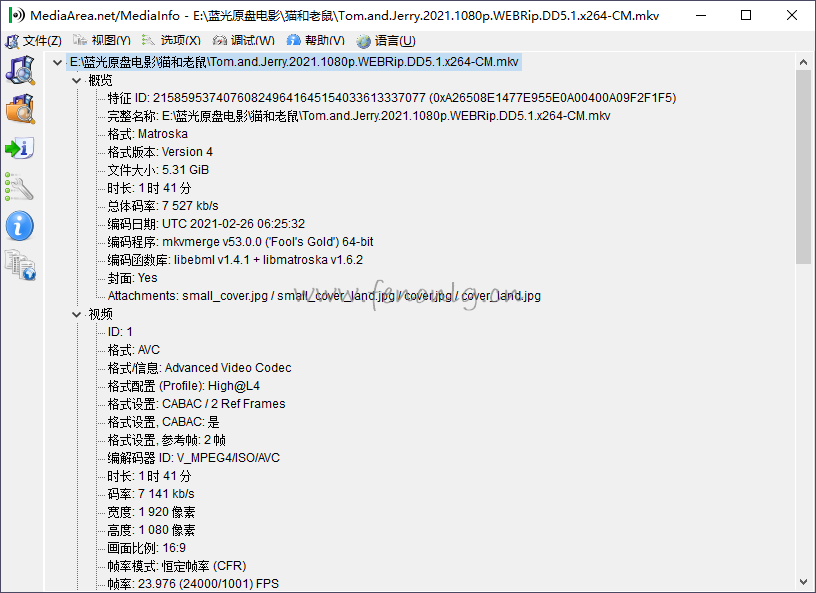 MediaArea.net/MediaInfo - E:\蓝光原盘电影\猫和老鼠\Tom.and.Jerry.2021.1080p.WEBRip.DD5.1.x264-CM.mkv
文件(Z) 视图(Y) 选项(X) 调试(W) 帮助(V) 语言(U)
E:\蓝光原盘电影\猫和老鼠\Tom.and.Jerry.2021.1080p.WEBRip.DD5.1.x264-CM.mkv
概览
特征 ID: 215859537407608249641645154033613337077 (0xA26508E1477E955E0A00400A09F2F1F5)
完整名称: E:\蓝光原盘电影\猫和老鼠\Tom.and.Jerry.2021.1080p.WEBRip.DD5.1.x264-CM.mkv
格式: Matroska
格式版本: Version 4
文件大小: 5.31 GiB
时长: 1 时 41 分
总体码率: 7 527 kb/s
编码日期: UTC 2021-02-26 06:25:32
编码程序: mkvmerge v53.0.0 ('Fool's Gold') 64-bit
编码函数库: libebml v1.4.1 + libmatroska v1.6.2
封面: Yes
Attachments: small_cover.jpg / small_cover_land.jpg / cover.jpg / cover_land.jpg
视频
ID: 1
格式: AVC
格式/信息: Advanced Video Codec
格式配置 (Profile): High@L4
格式设置: CABAC / 2 Ref Frames
格式设置, CABAC: 是
格式设置, 参考帧: 2 帧
编解码器 ID: V_MPEG4/ISO/AVC
时长: 1 时 41 分
码率: 7 141 kb/s
宽度: 1 920 像素
高度: 1 080 像素
画面比例: 16:9
帧率模式: 恒定帧率 (CFR)
帧率: 23.976 (24000/1001) FPS